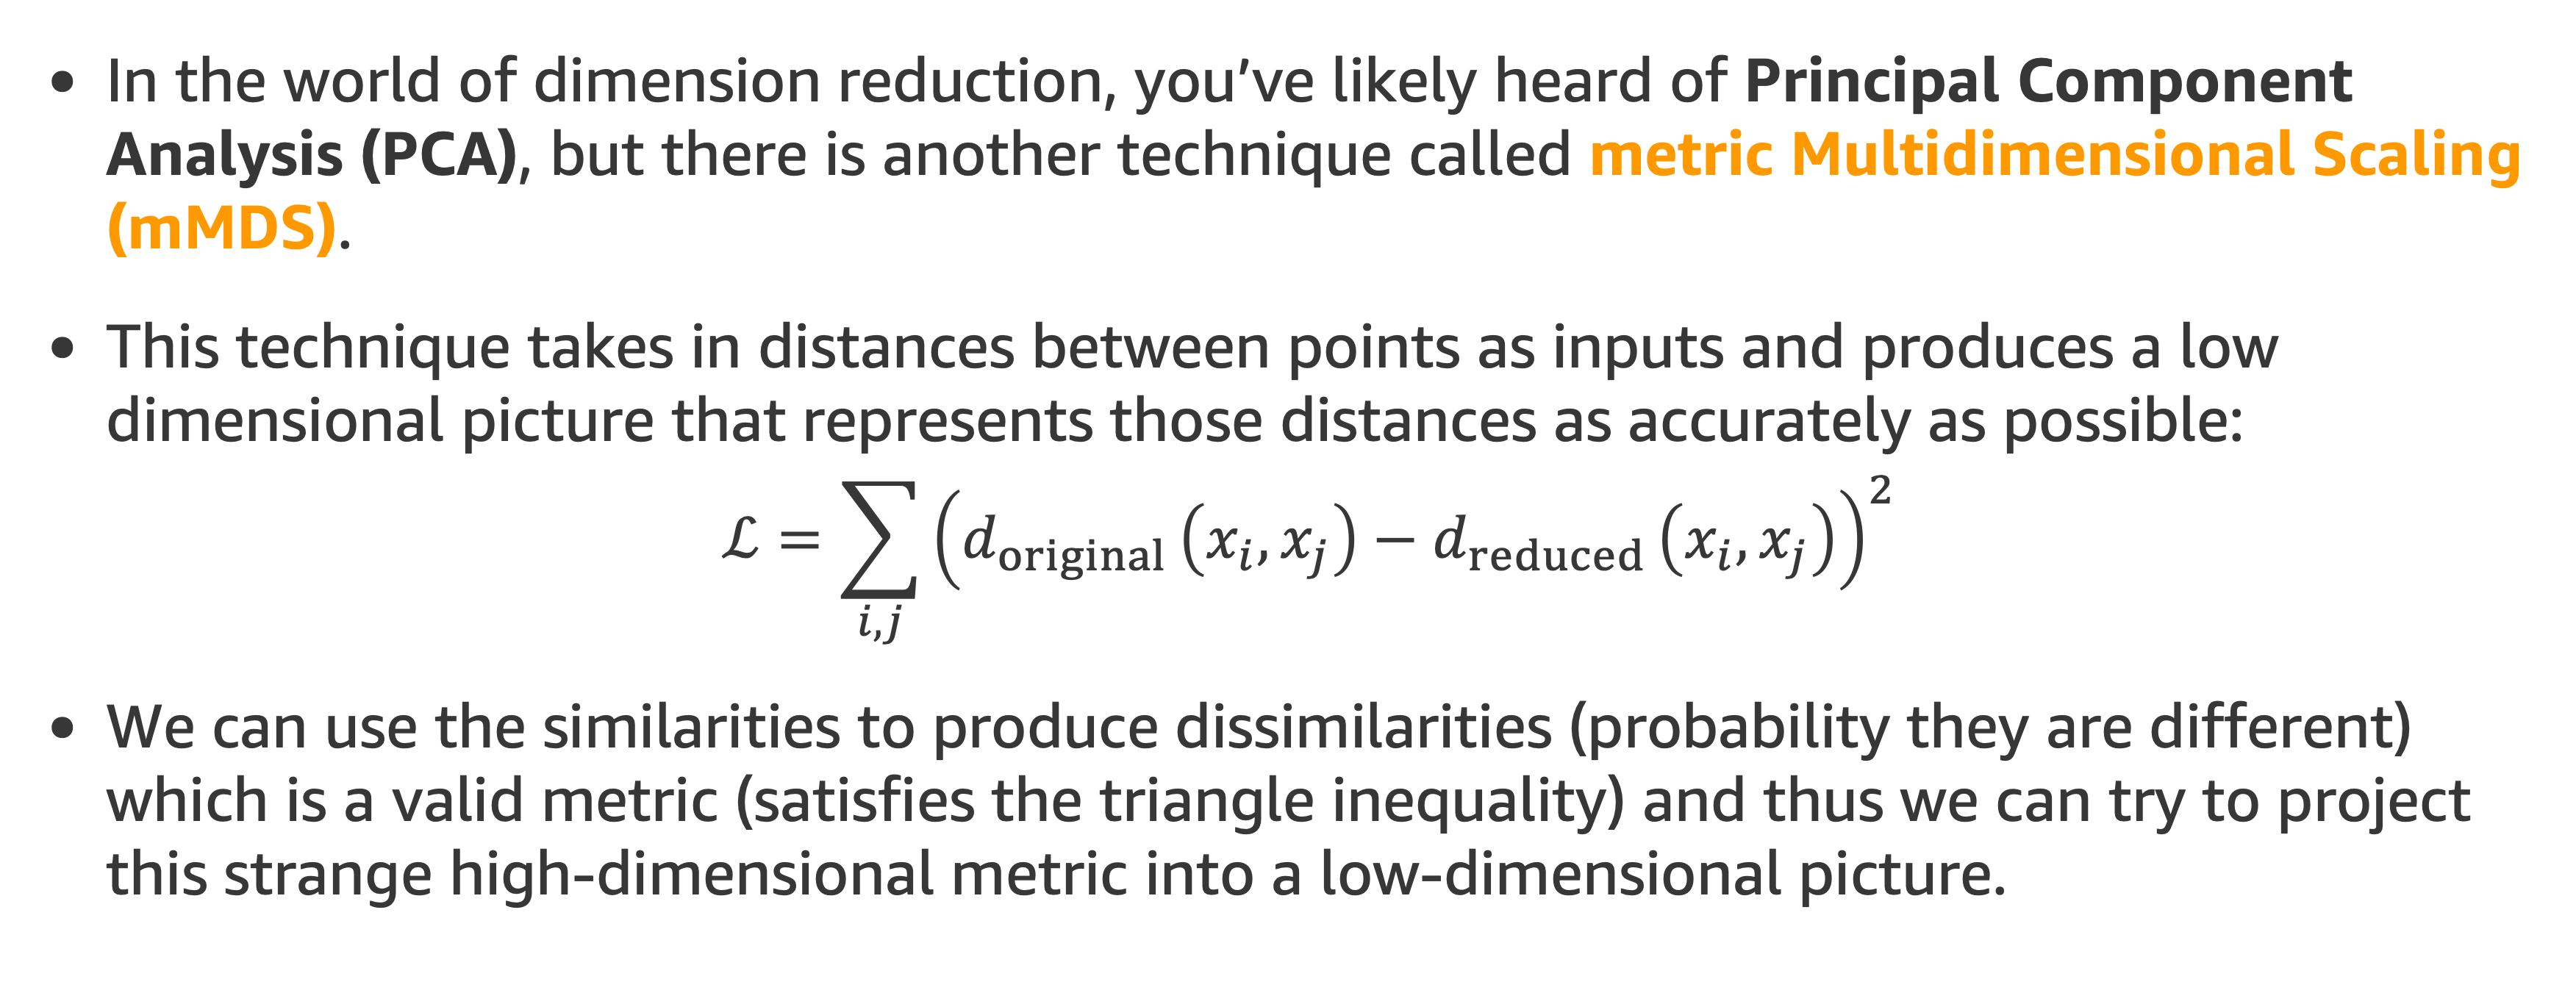 • In the world of dimension reduction, you’ve likely heard of Principal Component
Analysis (PCA), but there is another technique called metric Multidimensional Scaling
(mMDS).
• This technique takes in distances between points as inputs and produces a low
dimensional picture that represents those distances as accurately as possible:
ℒ = ∑_{i,j} (d_original (x_i, x_j) − d_reduced (x_i, x_j))^2
• We can use the similarities to produce dissimilarities (probability they are different)
which is a valid metric (satisfies the triangle inequality) and thus we can try to project
this strange high-dimensional metric into a low-dimensional picture.